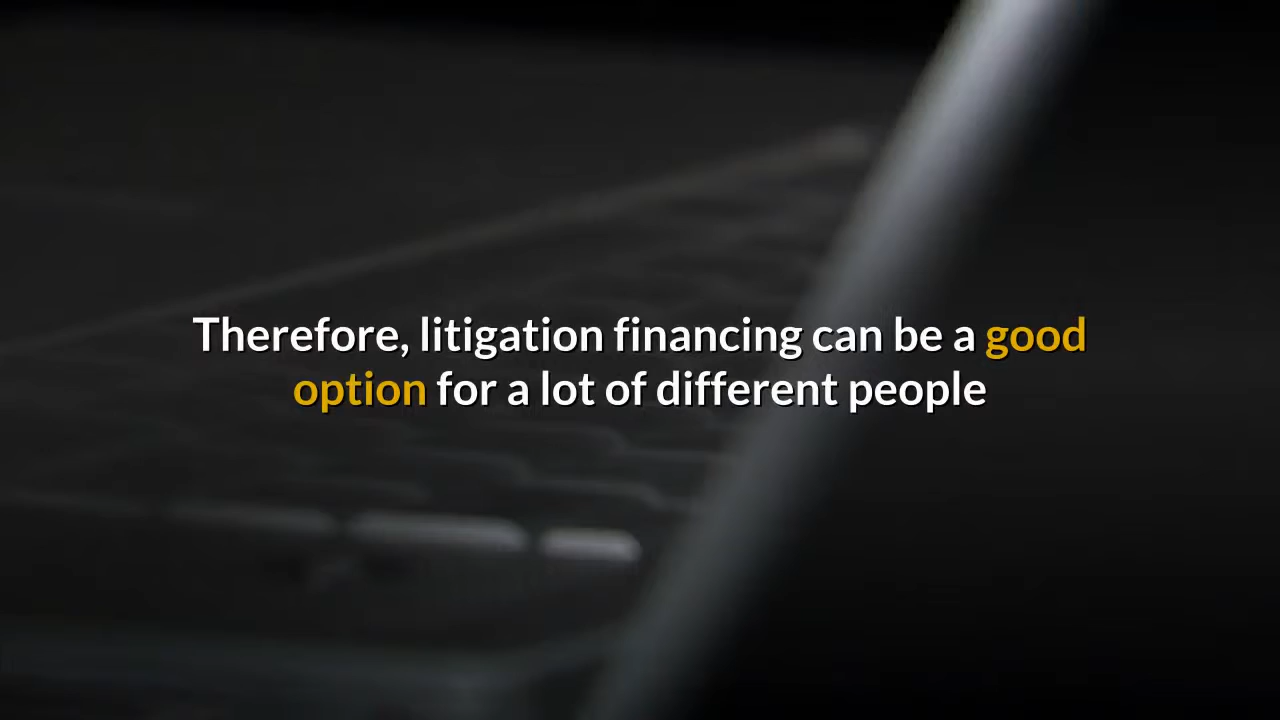 Therefore, litigation financing can be a good
option for a lot of different people